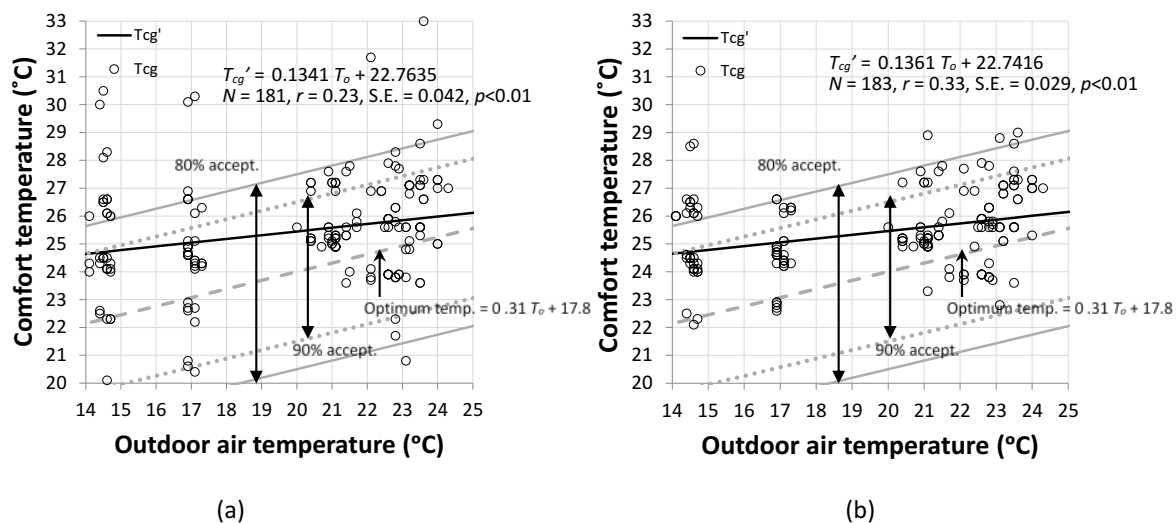 33
32
31
30
29
28
27
26
25
24
23
22
21
20
Comfort temperature (˚C)
Tcg'
Tcg
Tcg′ = 0.1341 To + 22.7635
N = 181, r = 0.23, S.E. = 0.042, p<0.01
80% accept.
Optimum temp. = 0 .31 To + 17.8
90% accept.
14 15 16 17 18 19 20 21 22 23 24 25
Outdoor air temperature (ºC)
(a)
33
32
31
30
29
28
27
26
25
24
23
22
21
20
Comfort temperature (˚C)
Tcg'
Tcg
Tcg′ = 0.1361 To + 22.7416
N = 183, r = 0.33, S.E. = 0.029, p<0.01
80% accept.
Optimum temp. = 0 .31 To + 17.8
90% accept.
14 15 16 17 18 19 20 21 22 23 24 25
Outdoor air temperature (ºC)
(b)